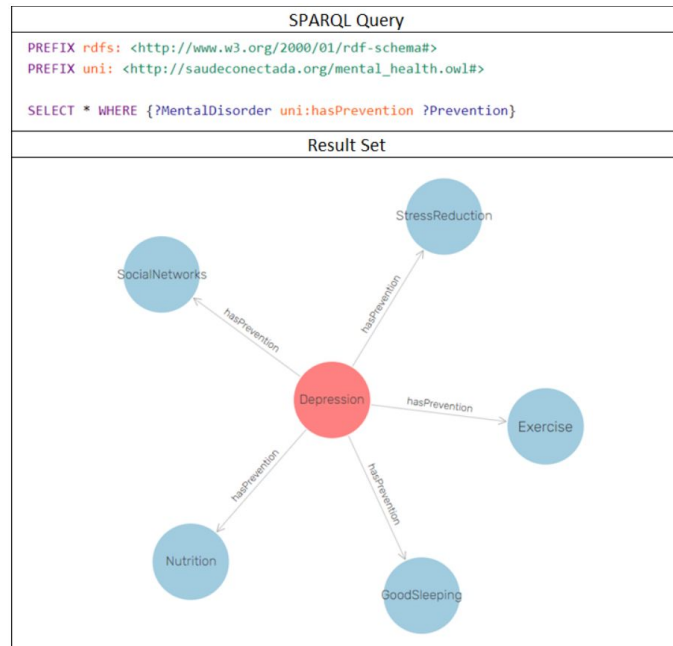 SPARQL Query
PREFIX rdfs: <http://www.w3.org/2000/01/rdf-schema#>
PREFIX uni: <http://saudeconectada.org/mental_health.owl#>
SELECT * WHERE {?MentalDisorder uni:hasPrevention ?Prevention}
Result Set
StressReduction
SocialNetworks
hasPrevention
hasPrevention
Depression
hasPrevention
Exercise
hasPrevention
hasPrevention
Nutrition
GoodSleeping